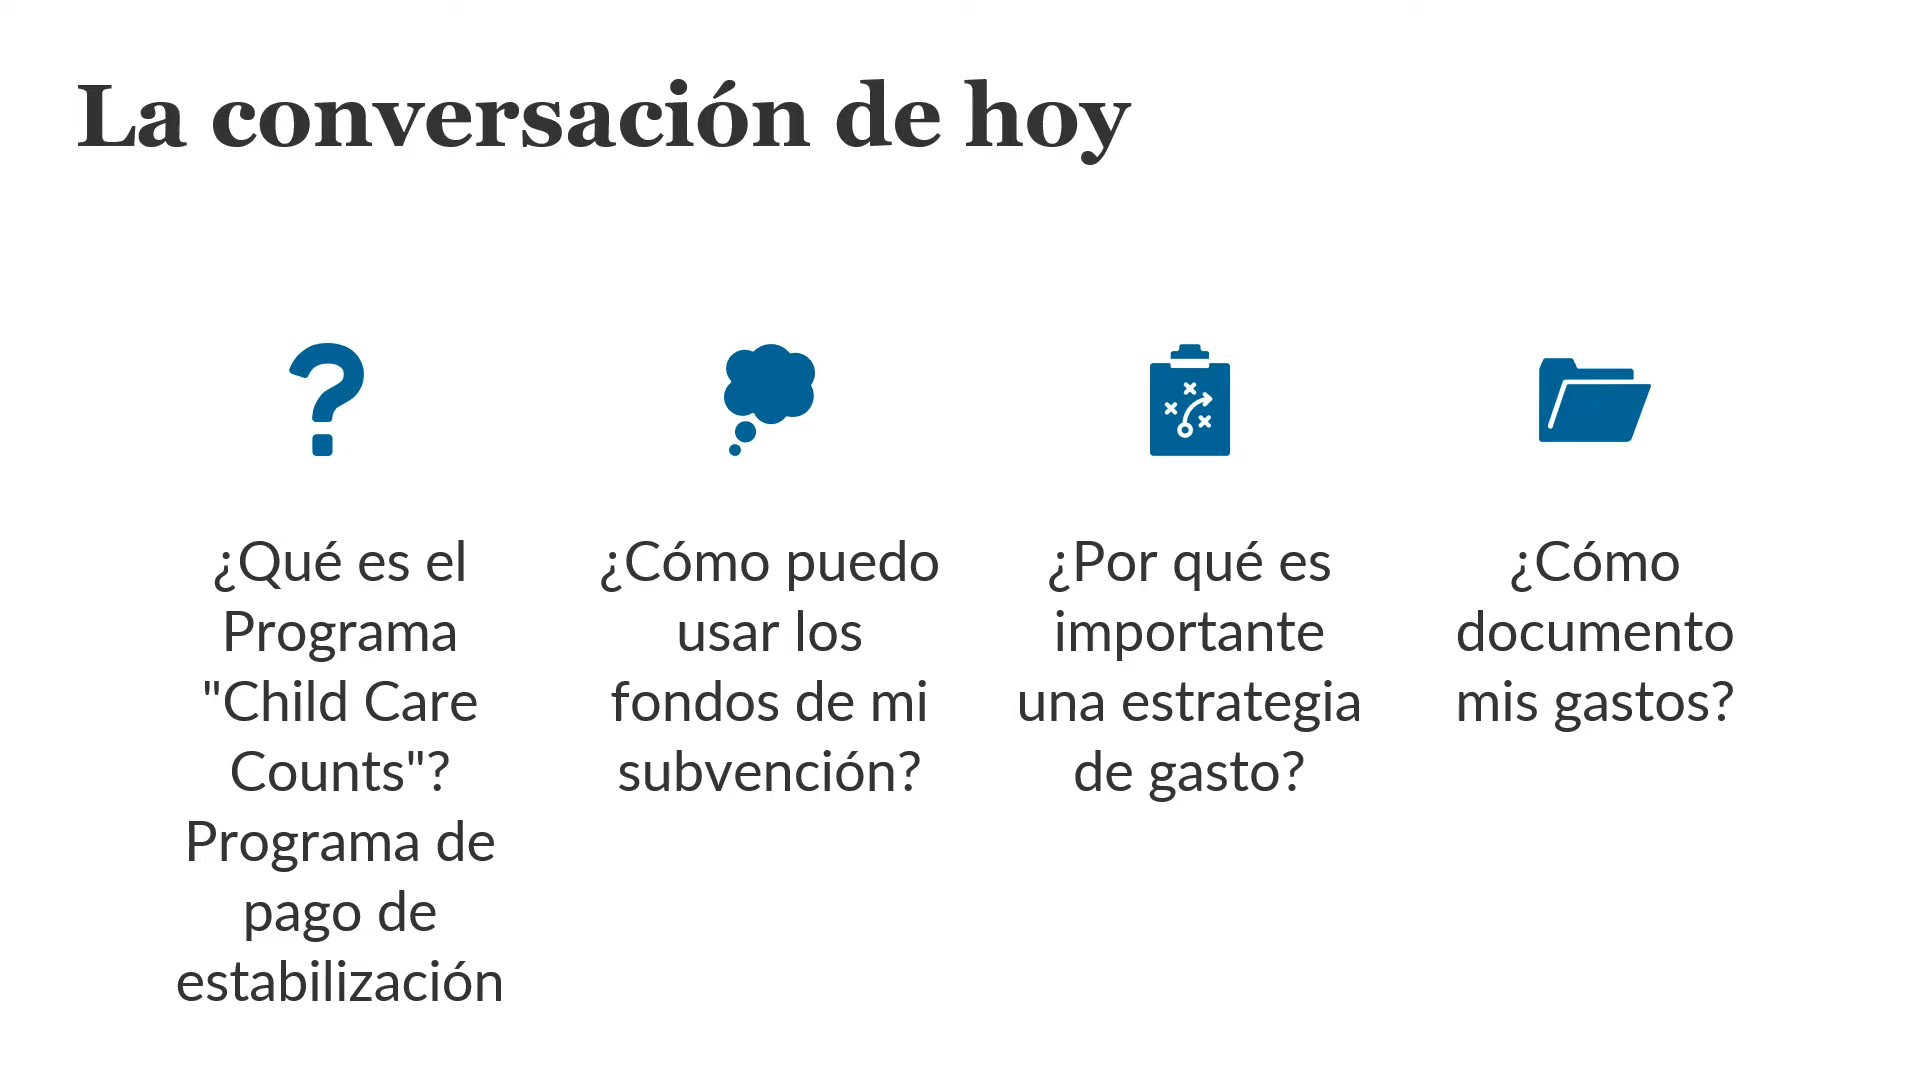 La conversación de hoy
¿Qué es el
Programa
"Child Care
Counts"?
Programa de
pago de
estabilización
¿Cómo puedo
usar los
fondos de mi
subvención?
¿Por qué es
importante
una estrategia
de gasto?
¿Cómo
documento
mis gastos?